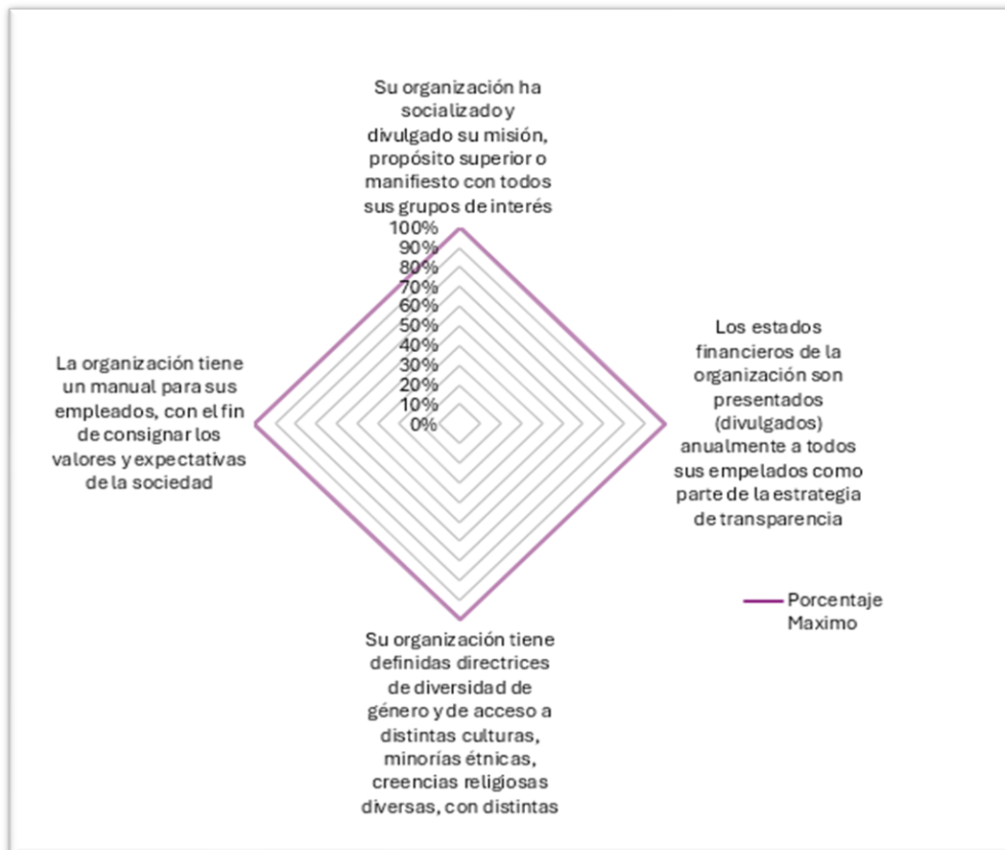 Su organización ha
socializado y
divulgado su misión,
propósito superior o
manifiesto con todos
sus grupos de interés
100%
90%
80%
70%
60%
50%
40%
30%
20%
10%
0%
Los estados
financieros de la
organización son
presentados
(divulgados)
anualmente a todos
sus empelados como
parte de la estrategia
de transparencia
Su organización tiene
definidas directrices
de diversidad de
género y de acceso a
distintas culturas,
minorías étnicas,
creencias religiosas
diversas, con distintas
La organización tiene
un manual para sus
empleados, con el fin
de consignar los
valores y expectativas
de la sociedad
Porcentaje
Maximo